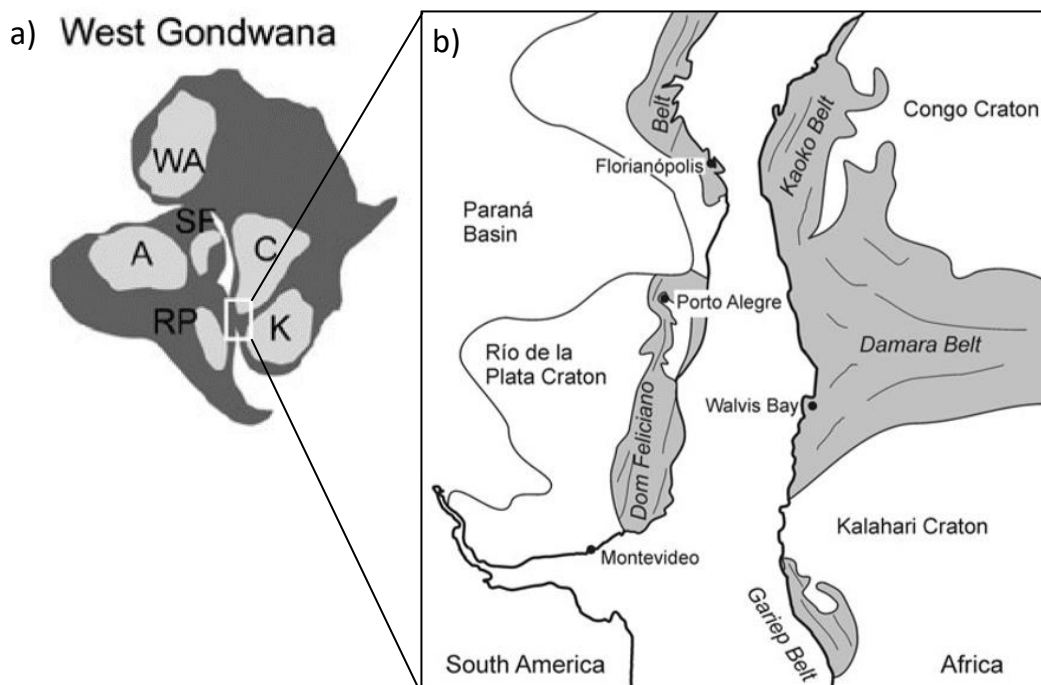 a)
West Gondwana
WA
SF
A
C
RP
K
b)
Belt
Florianópolis
Kaoko Belt
Congo Craton
Paraná
Basin
Porto Alegre
Río de la
Plata Craton
Damara Belt
Walvis Bay
Dom Feliciano
Kalahari Craton
Montevideo
Gariep Belt
South America
Africa